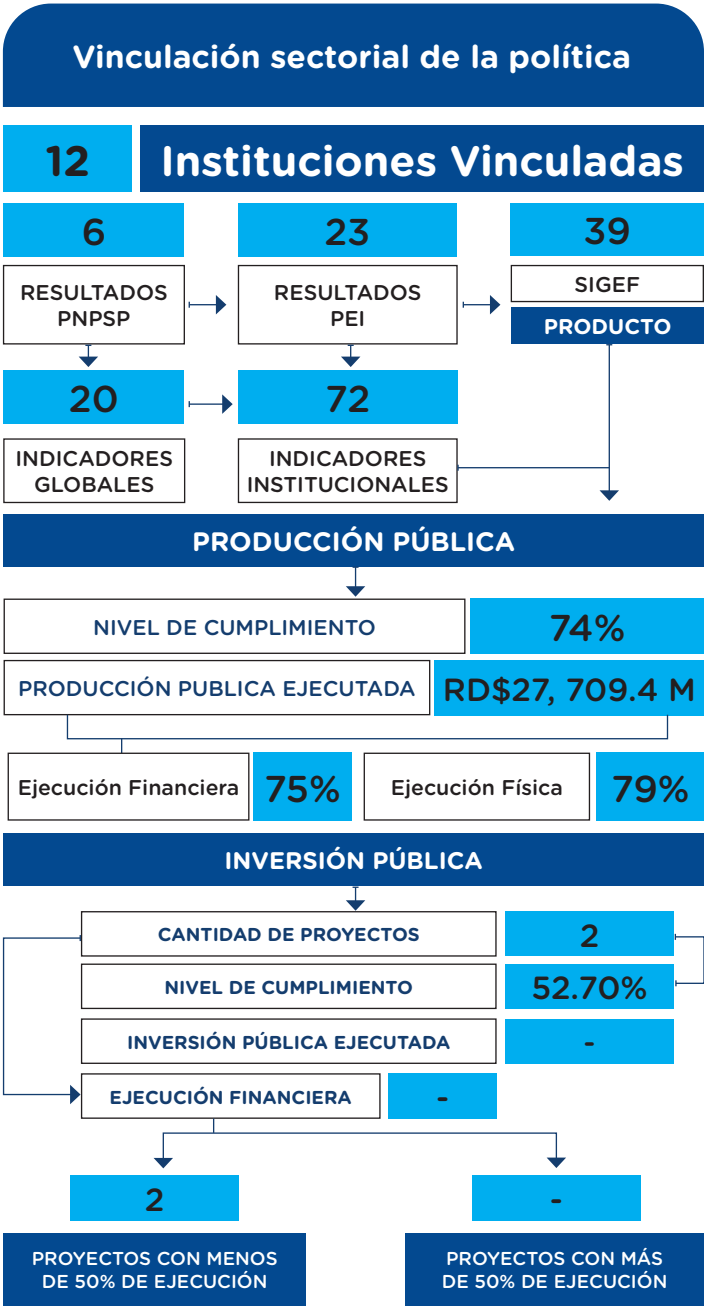 Vinculación sectorial de la política
12
Instituciones Vinculadas
6
23
39
RESULTADOS
PNPSP
RESULTADOS
PEI
SIGEF
PRODUCTO
20
72
INDICADORES
GLOBALES
INDICADORES
INSTITUCIONALES
PRODUCCIÓN PÚBLICA
NIVEL DE CUMPLIMIENTO
74%
PRODUCCIÓN PUBLICA EJECUTADA
RD$27, 709.4 M
Ejecución Financiera
75%
Ejecución Física
79%
INVERSIÓN PÚBLICA
CANTIDAD DE PROYECTOS
2
NIVEL DE CUMPLIMIENTO
52.70%
INVERSIÓN PÚBLICA EJECUTADA
-
EJECUCIÓN FINANCIERA
-
2
-
PROYECTOS CON MENOS
DE 50% DE EJECUCIÓN
PROYECTOS CON MÁS
DE 50% DE EJECUCIÓN